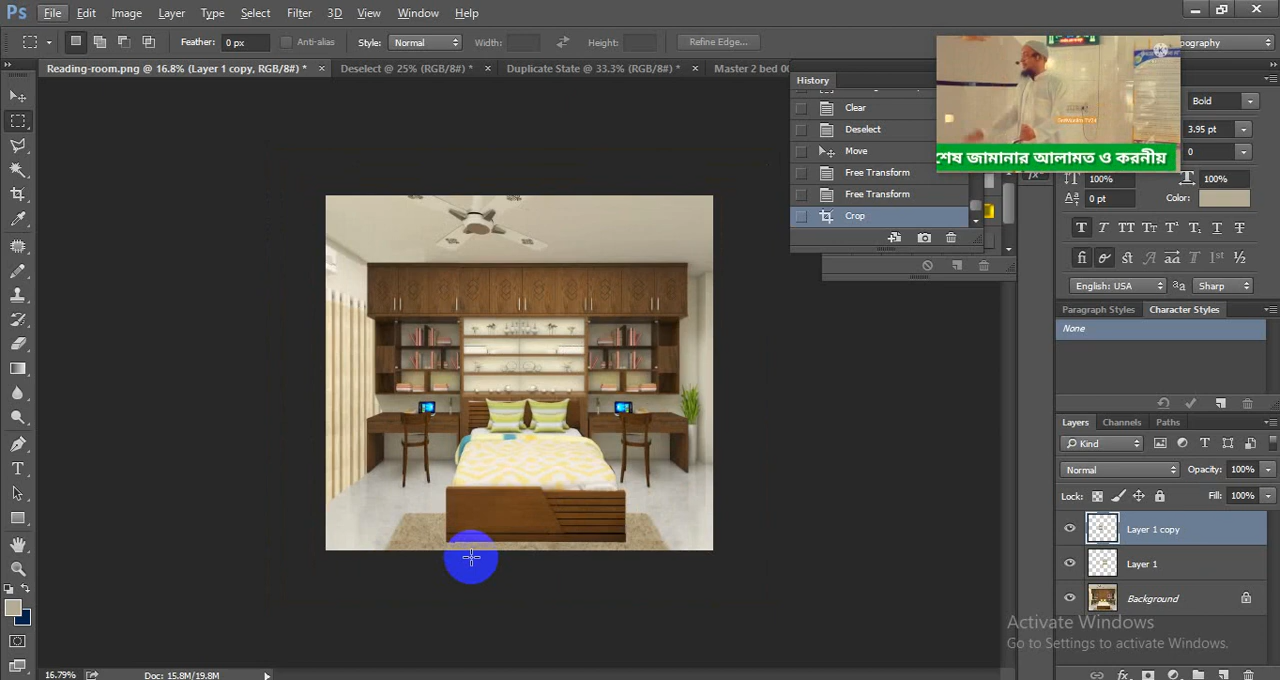 Ps File Edit Image Layer Type Select Filter 3D View Window Help
Feather: 0 px Anti-alias Style: Normal Width: Height: Refine Edge...
Reading-room.png @ 16.8% (Layer 1 copy, RGB/8#) * × Deselect @ 25% (RGB/8#) * × Duplicate State @ 33.3% (RGB/8#) * × Master 2 bed 00
History
Clear
Deselect
Move
Free Transform
Free Transform
Crop
শেষ জামানার আলামত ও করনীয়
Bold
3.95 pt
0
100% 100%
0 pt Color:
English: USA Sharp
Paragraph Styles Character Styles
None
Layers Channels Paths
Kind
Normal Opacity: 100%
Lock: Fill: 100%
Layer 1 copy
Layer 1
Background
Activate Windows
Go to Settings to activate Windows.
16.79% Doc: 15.8M/19.8M